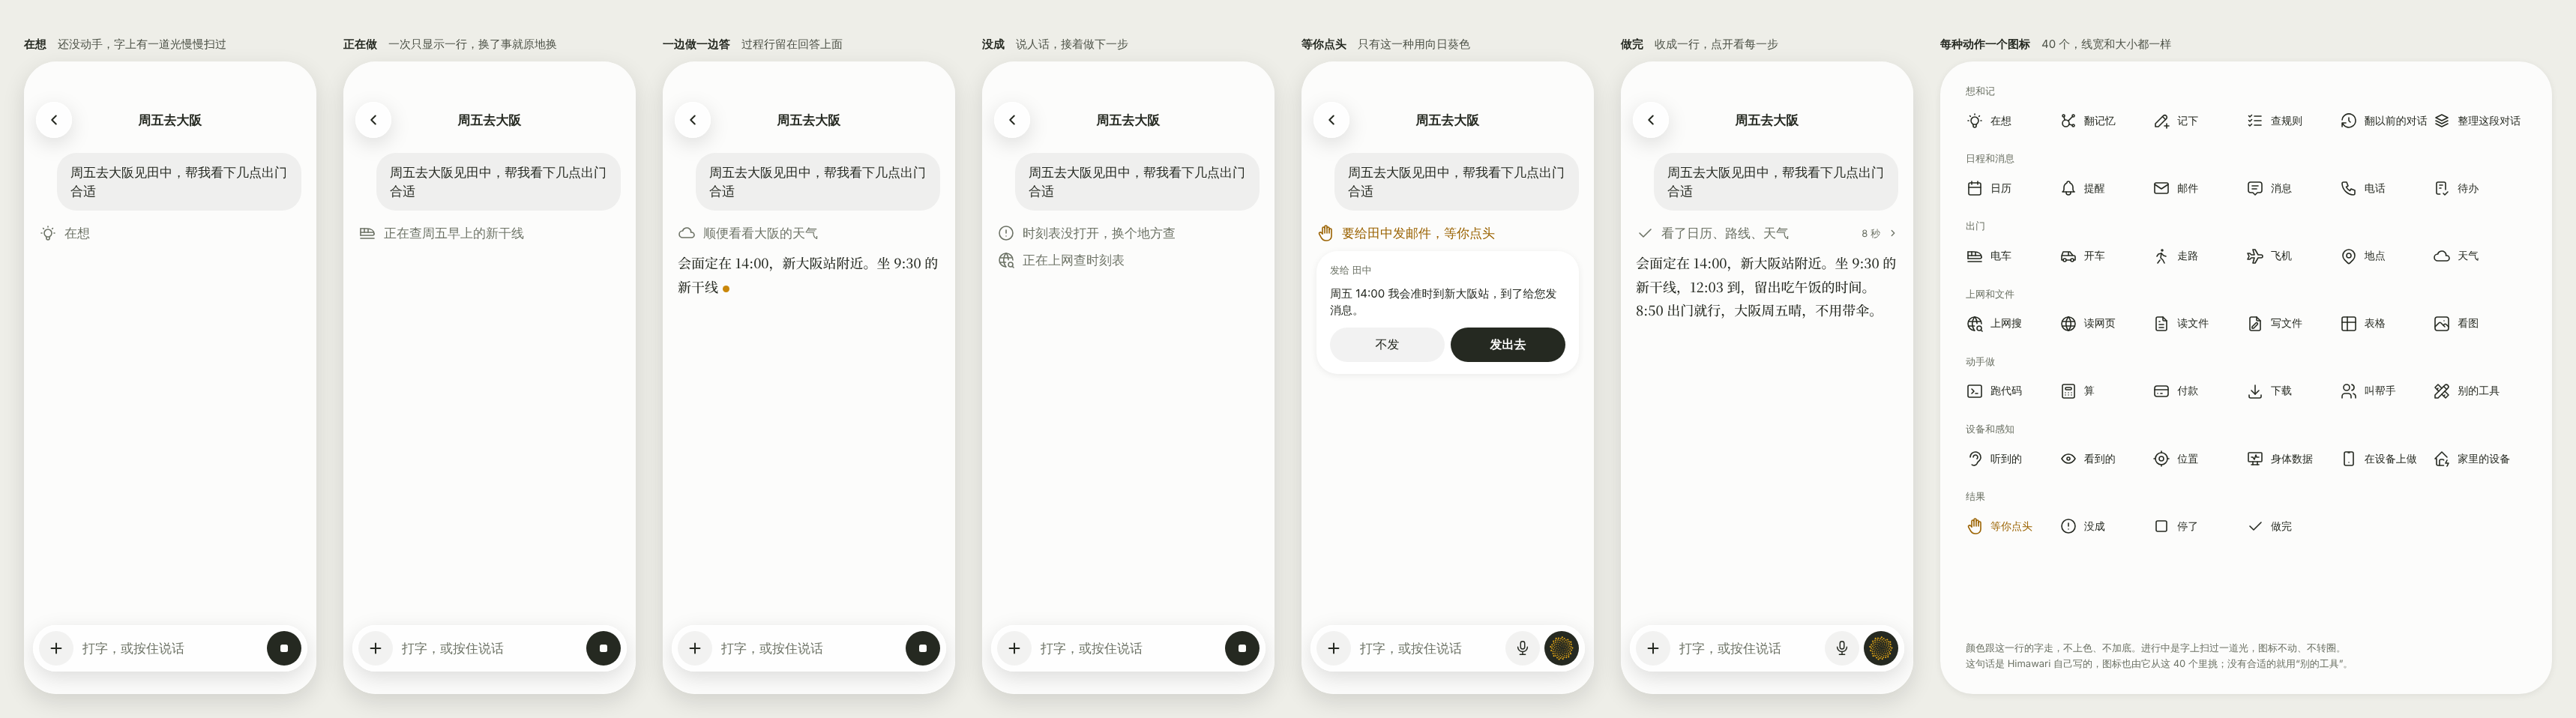 在想 还没动手，字上有一道光慢慢扫过
周五去大阪
周五去大阪见田中，帮我看下几点出门
合适
在想
打字，或按住说话
正在做 一次只显示一行，换了事就原地换
周五去大阪
周五去大阪见田中，帮我看下几点出门
合适
正在查周五早上的新干线
打字，或按住说话
一边做一边答 过程行留在回答上面
周五去大阪
周五去大阪见田中，帮我看下几点出门
合适
顺便看看大阪的天气
会面定在 14:00，新大阪站附近。坐 9:30 的
新干线
打字，或按住说话
没成 说人话，接着做下一步
周五去大阪
周五去大阪见田中，帮我看下几点出门
合适
时刻表没打开，换个地方查
正在上网查时刻表
打字，或按住说话
等你点头 只有这一种用向日葵色
周五去大阪
周五去大阪见田中，帮我看下几点出门
合适
要给田中发邮件，等你点头
发给 田中
周五 14:00 我会准时到新大阪站，到了给您发
消息。
不发 发出去
打字，或按住说话
做完 收成一行，点开看每一步
周五去大阪
周五去大阪见田中，帮我看下几点出门
合适
看了日历、路线、天气 8 秒
会面定在 14:00，新大阪站附近。坐 9:30 的
新干线，12:03 到，留出吃午饭的时间。
8:50 出门就行，大阪周五晴，不用带伞。
打字，或按住说话
每种动作一个图标 40 个，线宽和大小都一样
想和记
在想 翻记忆 记下 查规则 翻以前的对话 整理这段对话
日程和消息
日历 提醒 邮件 消息 电话 待办
出门
电车 开车 走路 飞机 地点 天气
上网和文件
上网搜 读网页 读文件 写文件 表格 看图
动手做
跑代码 算 付款 下载 叫帮手 别的工具
设备和感知
听到的 看到的 位置 身体数据 在设备上做 家里的设备
结果
等你点头 没成 停了 做完
颜色跟这一行的字走，不上色、不加底。进行中是字上扫过一道光，图标不动、不转圈。
这句话是 Himawari 自己写的，图标也由它从这 40 个里挑；没有合适的就用“别的工具”。